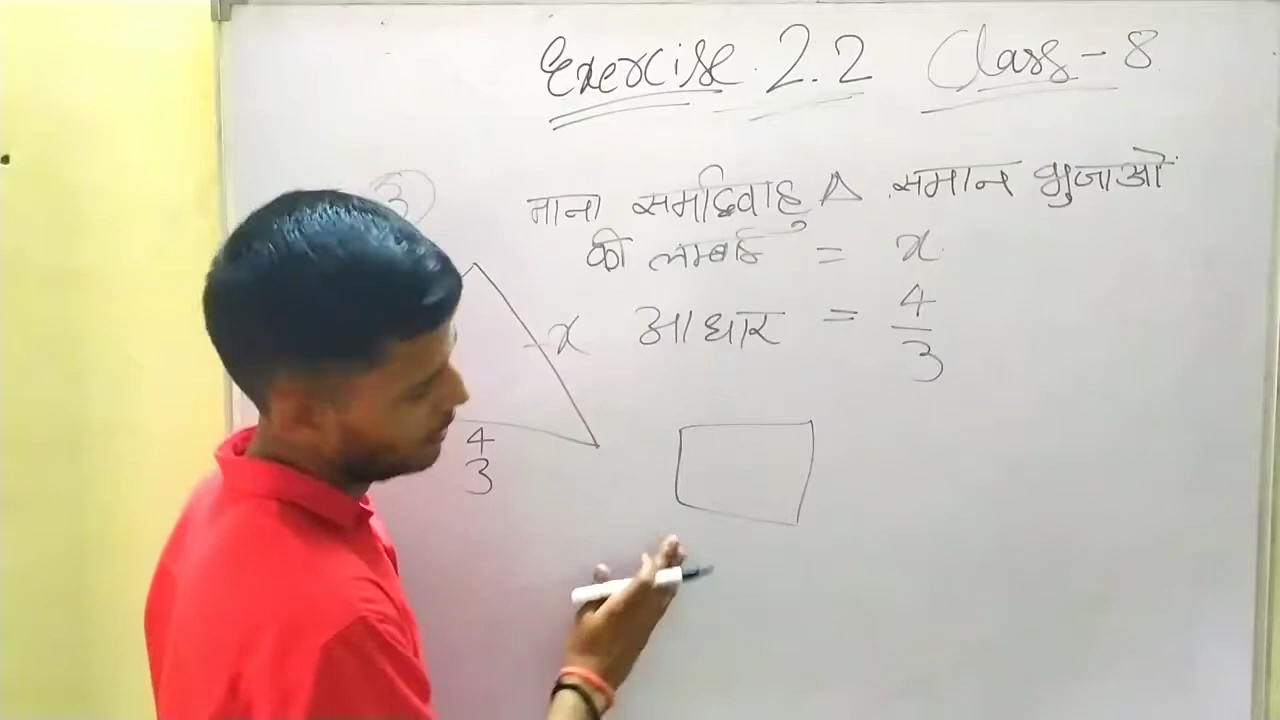 Exercise 2.2 Class - 8
3
माना समद्विवाहु △ समान भुजाओं
की लम्बाई = x
आधार = 4/3
x
4/3